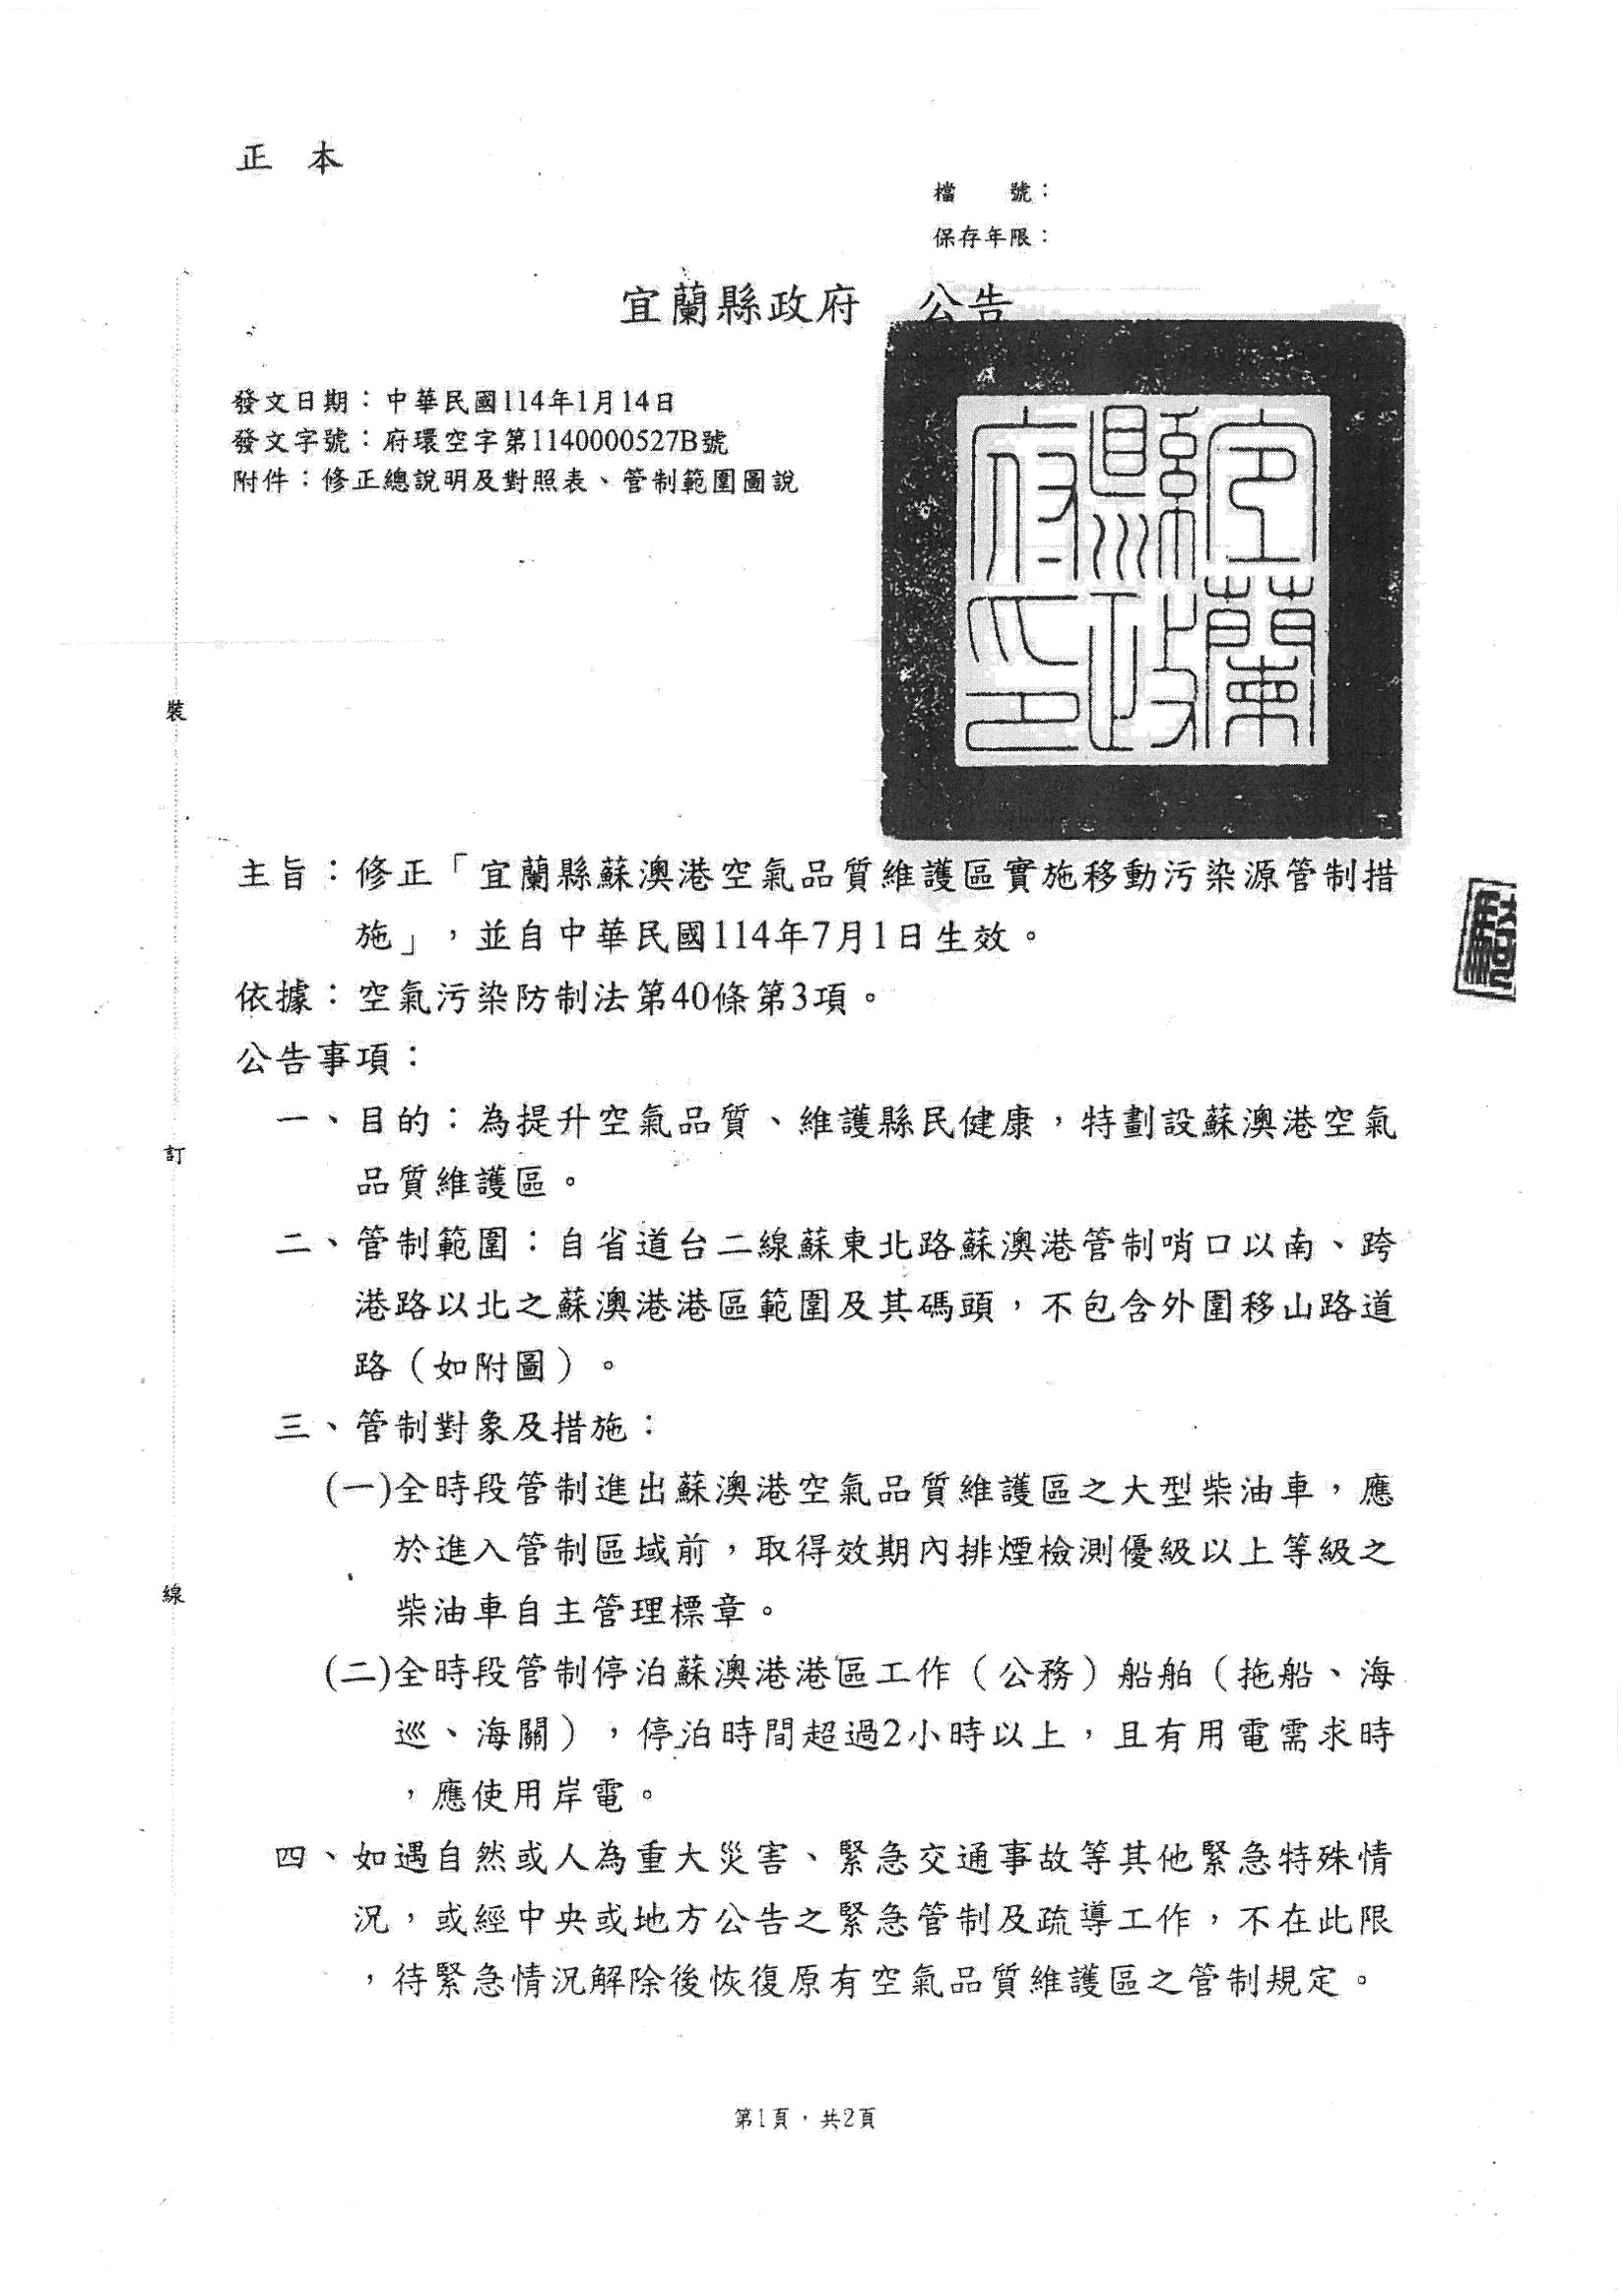 正　本
檔　　號：
保存年限：
宜蘭縣政府　公告
發文日期：中華民國114年1月14日
發文字號：府環空字第1140000527B號
附件：修正總說明及對照表、管制範圍圖說
宜蘭縣政府印
裝
主旨：修正「宜蘭縣蘇澳港空氣品質維護區實施移動污染源管制措
施」，並自中華民國114年7月1日生效。
依據：空氣污染防制法第40條第3項。
公告事項：
一、目的：為提升空氣品質、維護縣民健康，特劃設蘇澳港空氣
訂
品質維護區。
二、管制範圍：自省道台二線蘇東北路蘇澳港管制哨口以南、跨
港路以北之蘇澳港港區範圍及其碼頭，不包含外圍移山路道
路（如附圖）。
三、管制對象及措施：
(一)全時段管制進出蘇澳港空氣品質維護區之大型柴油車，應
於進入管制區域前，取得效期內排煙檢測優級以上等級之
線
柴油車自主管理標章。
(二)全時段管制停泊蘇澳港港區工作（公務）船舶（拖船、海
巡、海關），停泊時間超過2小時以上，且有用電需求時
，應使用岸電。
四、如遇自然或人為重大災害、緊急交通事故等其他緊急特殊情
況，或經中央或地方公告之緊急管制及疏導工作，不在此限
，待緊急情況解除後恢復原有空氣品質維護區之管制規定。
第1頁，共2頁